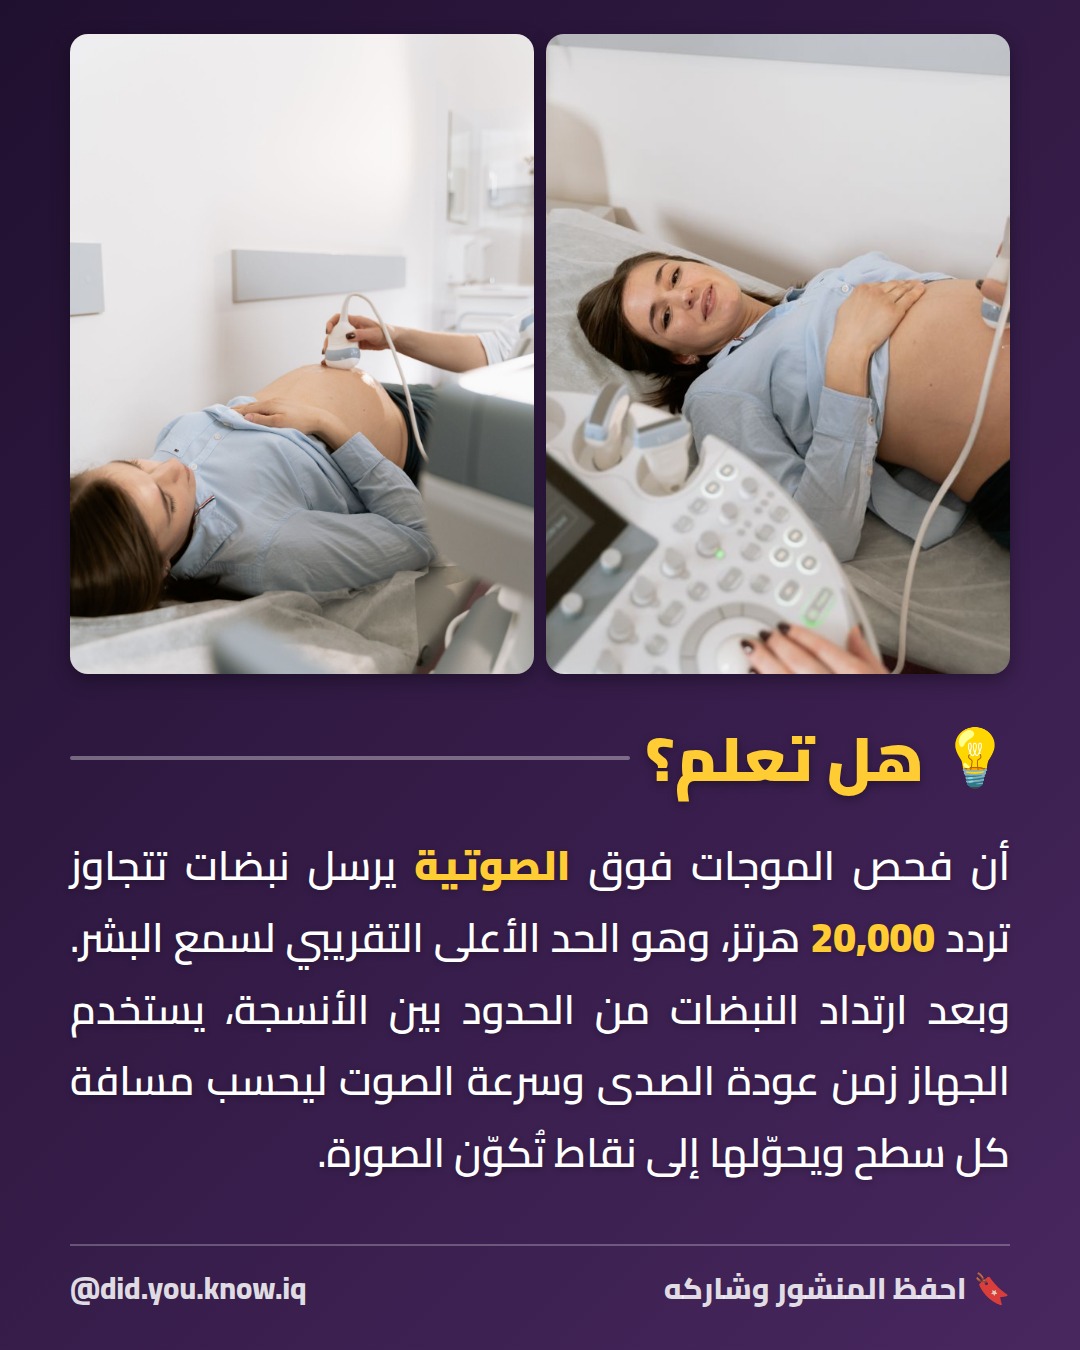 💡 هل تعلم؟
أن فحص الموجات فوق الصوتية يرسل نبضات تتجاوز
تردد 20,000 هرتز، وهو الحد الأعلى التقريبي لسمع البشر.
وبعد ارتداد النبضات من الحدود بين الأنسجة، يستخدم
الجهاز زمن عودة الصدى وسرعة الصوت ليحسب مسافة
كل سطح ويحوّلها إلى نقاط تُكوّن الصورة.
🔖 احفظ المنشور وشاركه
@did.you.know.iq